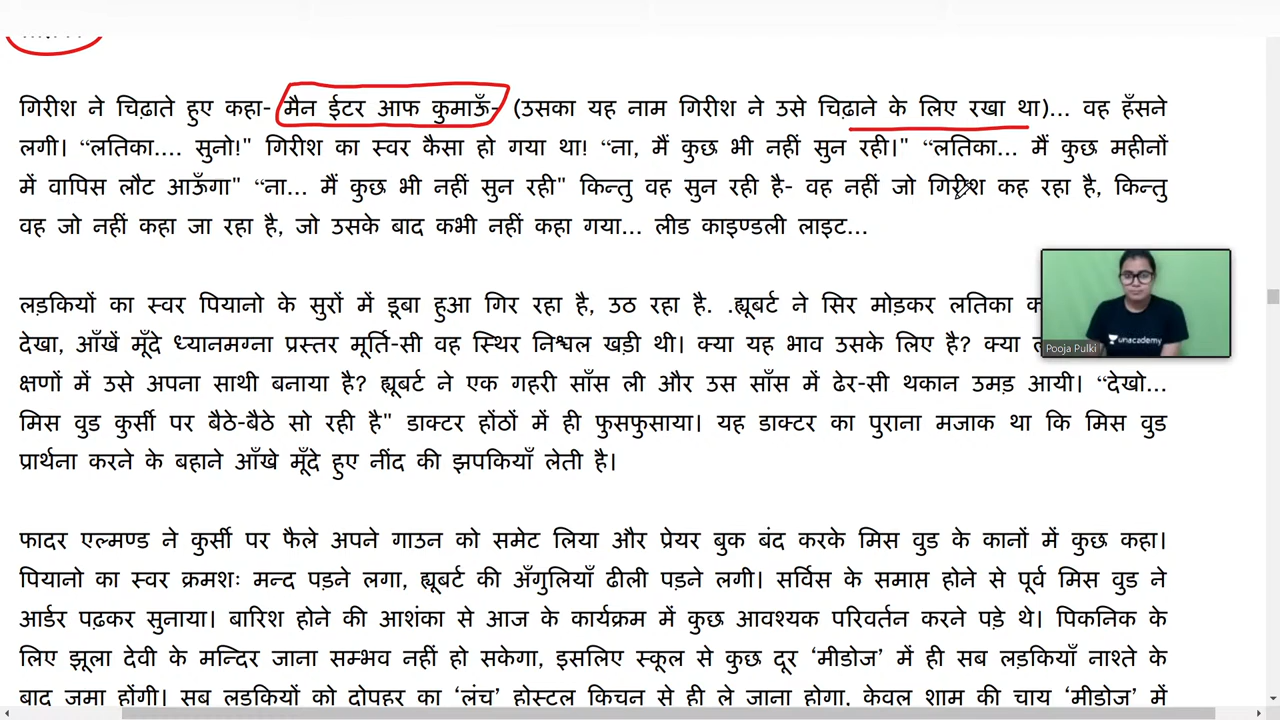 गिरीश ने चिढ़ाते हुए कहा- मैन ईटर आफ कुमाऊँ- (उसका यह नाम गिरीश ने उसे चिढ़ाने के लिए रखा था)... वह हँसने
लगी। “लतिका.... सुनो!" गिरीश का स्वर कैसा हो गया था! “ना, मैं कुछ भी नहीं सुन रही।" “लतिका... मैं कुछ महीनों
में वापिस लौट आऊँगा" “ना... मैं कुछ भी नहीं सुन रही" किन्तु वह सुन रही है- वह नहीं जो गिरीश कह रहा है, किन्तु
वह जो नहीं कहा जा रहा है, जो उसके बाद कभी नहीं कहा गया... लीड काइण्डली लाइट...
लड़कियों का स्वर पियानो के सुरों में डूबा हुआ गिर रहा है, उठ रहा है. .ह्यूबर्ट ने सिर मोड़कर लतिका
देखा, आँखें मूँदे ध्यानमग्ना प्रस्तर मूर्ति-सी वह स्थिर निश्चल खड़ी थी। क्या यह भाव उसके लिए है? क्या
क्षणों में उसे अपना साथी बनाया है? ह्यूबर्ट ने एक गहरी साँस ली और उस साँस में ढेर-सी थकान उमड़ आयी। “देखो...
मिस वुड कुर्सी पर बैठे-बैठे सो रही है" डाक्टर होंठों में ही फुसफुसाया। यह डाक्टर का पुराना मजाक था कि मिस वुड
प्रार्थना करने के बहाने आँखे मूँदे हुए नींद की झपकियाँ लेती है।
Pooja Pulki
unacademy
फादर एल्मण्ड ने कुर्सी पर फैले अपने गाउन को समेट लिया और प्रेयर बुक बंद करके मिस वुड के कानों में कुछ कहा।
पियानो का स्वर क्रमशः मन्द पड़ने लगा, ह्यूबर्ट की अँगुलियाँ ढीली पड़ने लगी। सर्विस के समाप्त होने से पूर्व मिस वुड ने
आर्डर पढ़कर सुनाया। बारिश होने की आशंका से आज के कार्यक्रम में कुछ आवश्यक परिवर्तन करने पड़े थे। पिकनिक के
लिए झूला देवी के मन्दिर जाना सम्भव नहीं हो सकेगा, इसलिए स्कूल से कुछ दूर ‘मीडोज’ में ही सब लड़कियाँ नाश्ते के
बाद जमा होंगी। सब लड़कियों को दोपहर का ‘लंच’ होस्टल किचन से ही ले जाना होगा, केवल शाम की चाय ‘मीडोज’ में